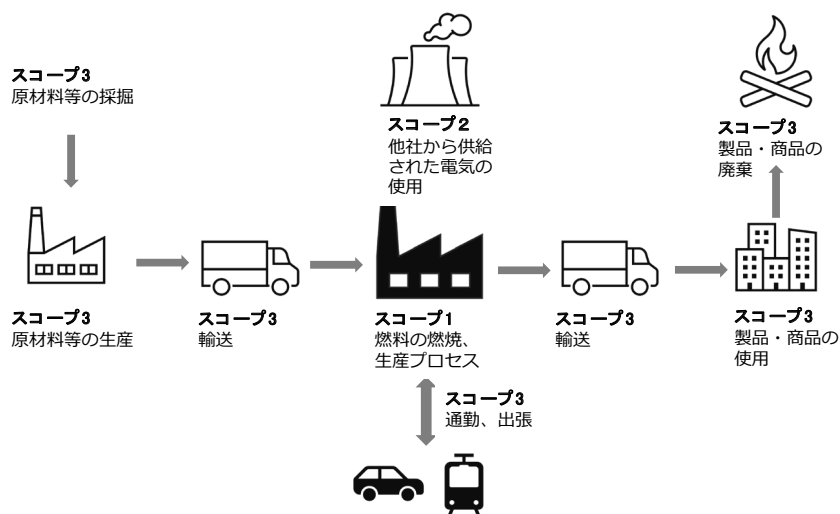 スコープ3
原材料等の採掘
スコープ2
他社から供給
された電気の
使用
スコープ3
製品・商品の
廃棄
スコープ3
原材料等の生産
スコープ3
輸送
スコープ1
燃料の燃焼、
生産プロセス
スコープ3
輸送
スコープ3
製品・商品の
使用
スコープ3
通勤、出張